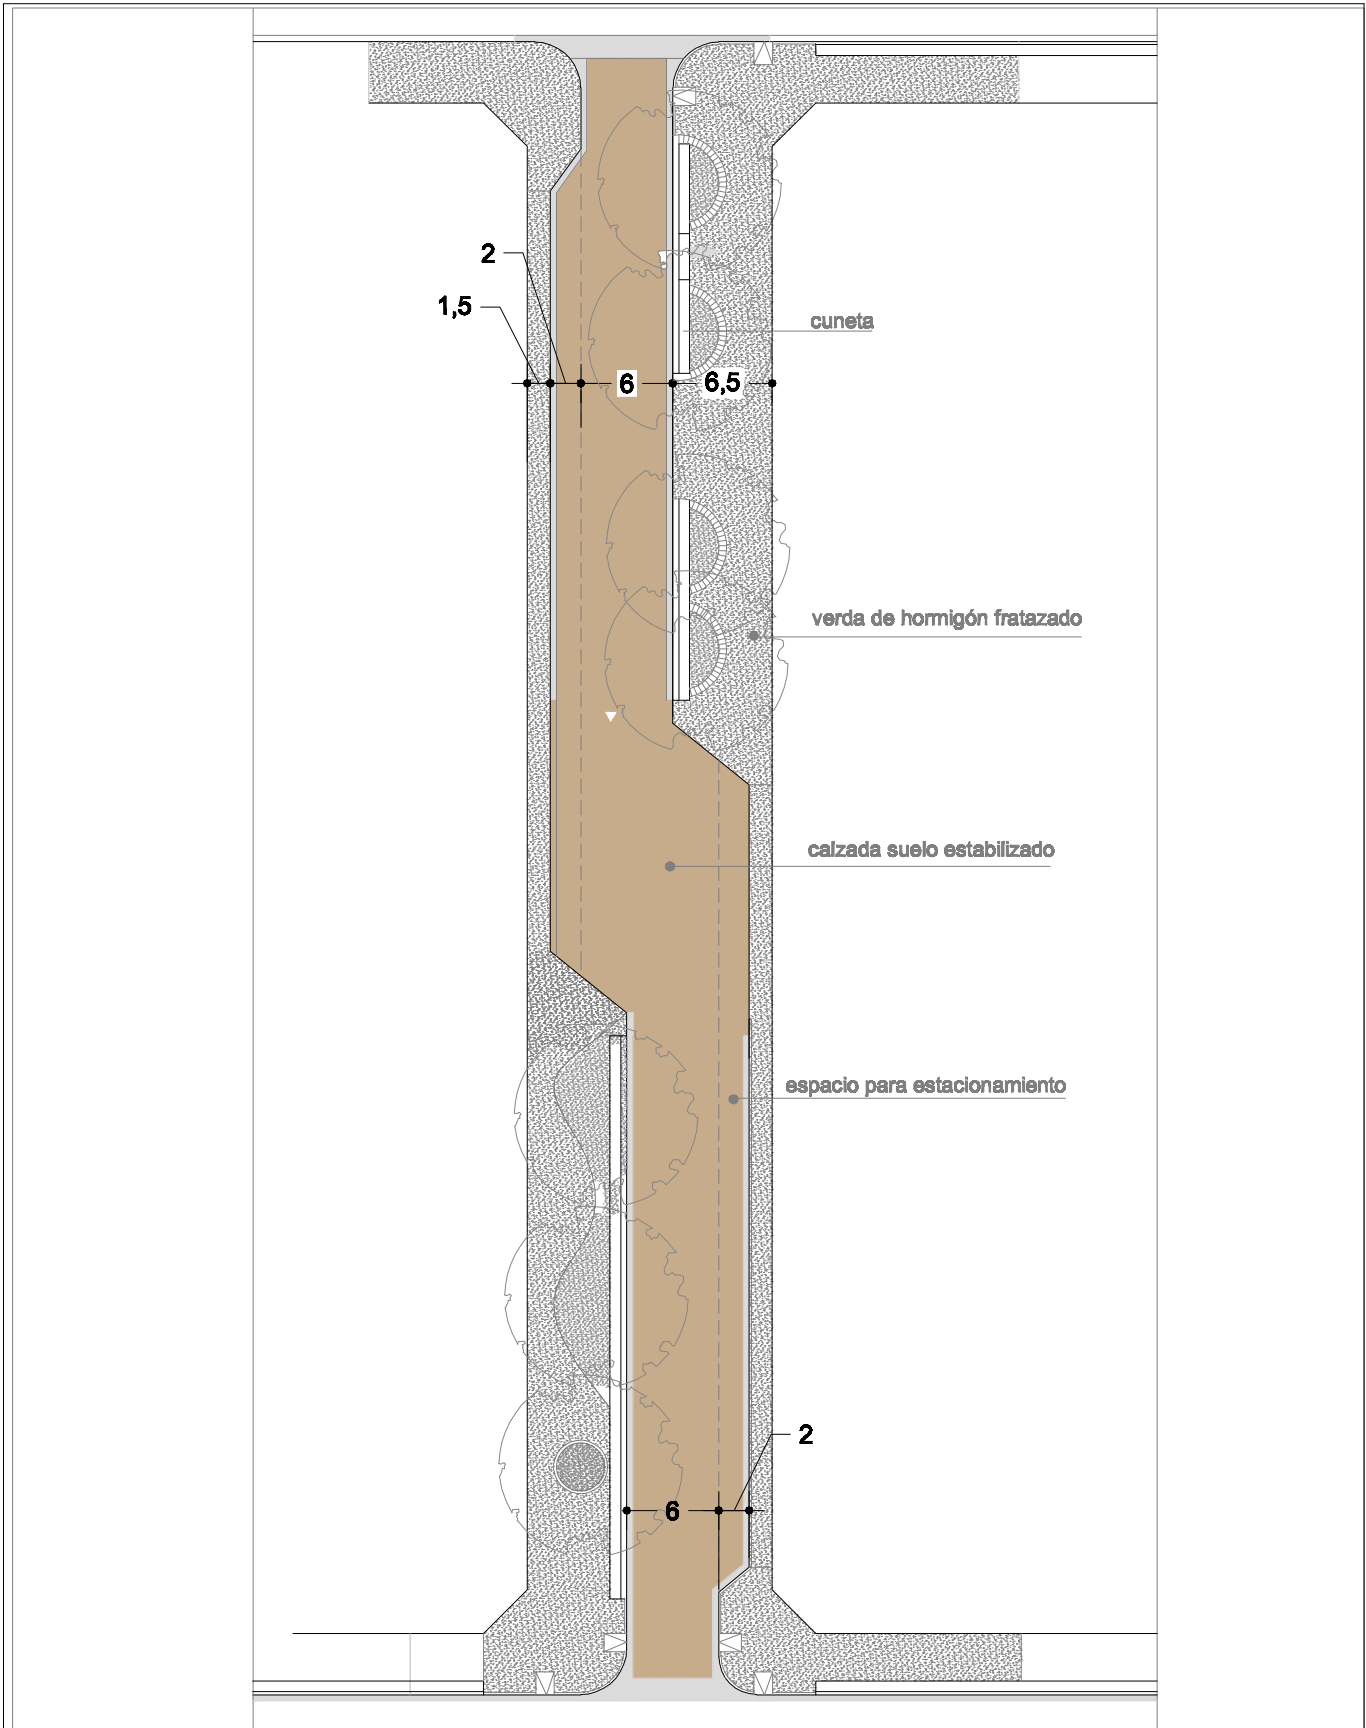 2
1,5
cuneta
6
6,5
verda de hormigón fratazado
calzada suelo estabilizado
espacio para estacionamiento
2
6